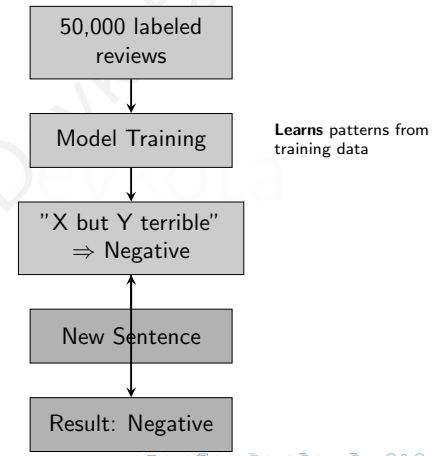 50,000 labeled
reviews
Model Training
Learns patterns from
training data
"X but Y terrible"
⇒ Negative
New Sentence
Result: Negative